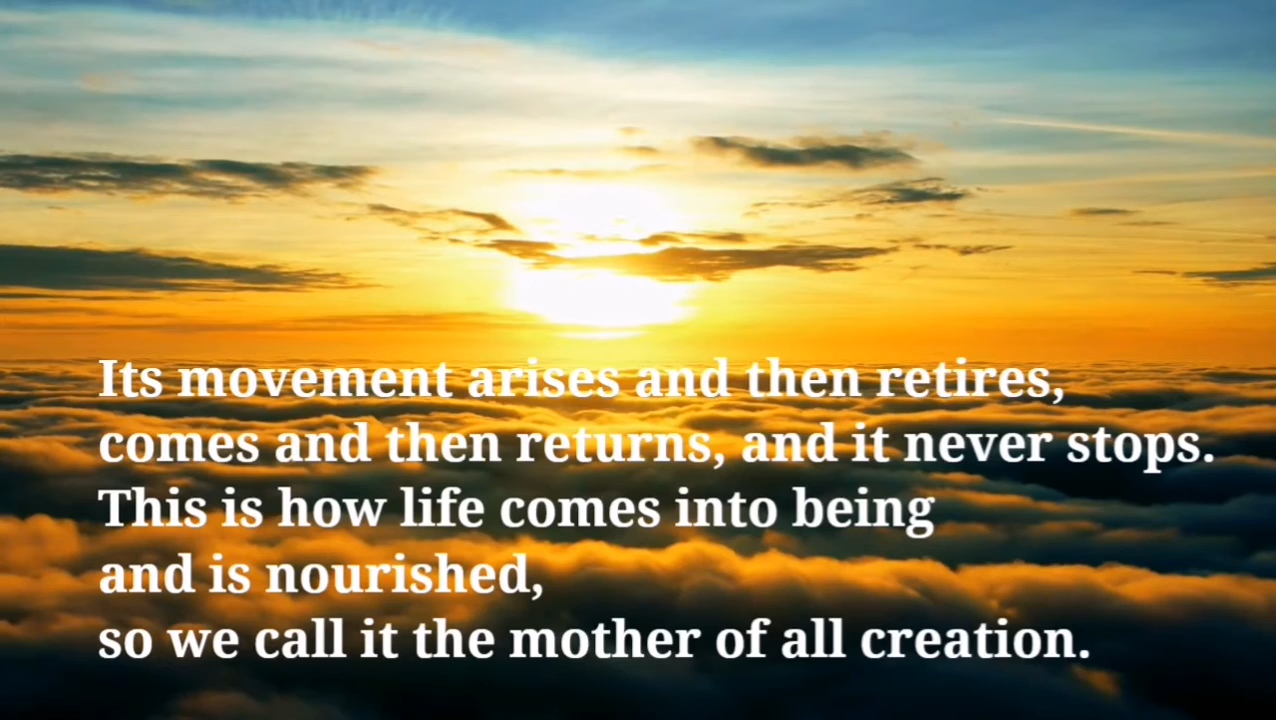 Its movement arises and then retires,
comes and then returns, and it never stops.
This is how life comes into being
and is nourished,
so we call it the mother of all creation.